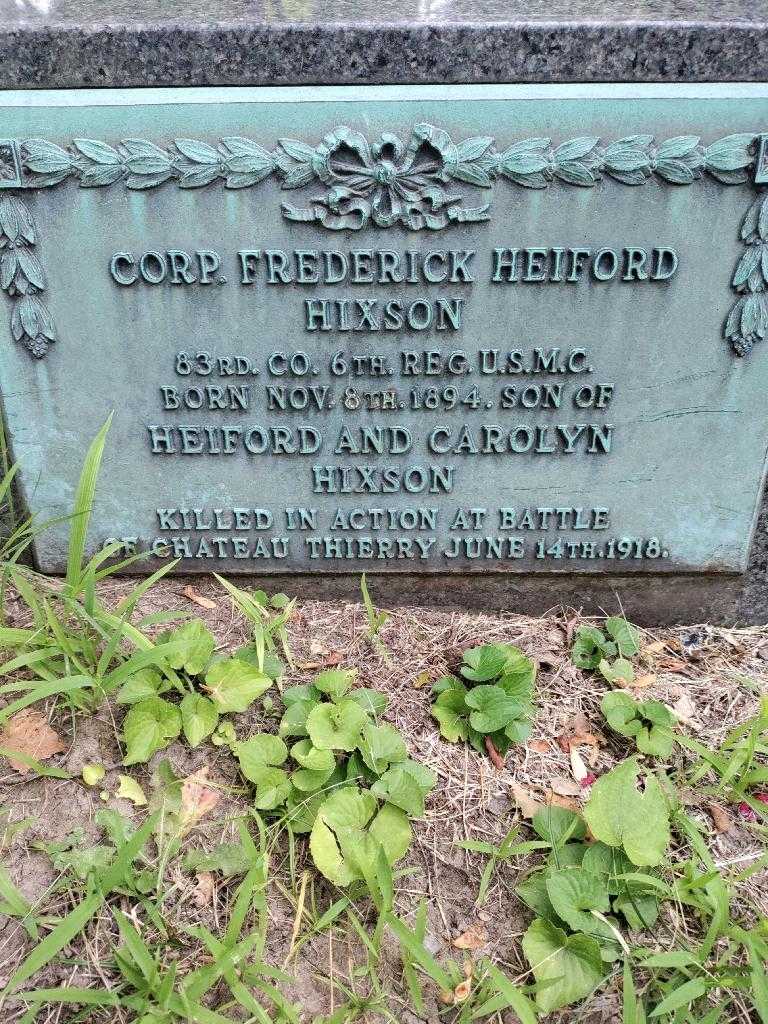 CORP. FREDERICK HEIFORD
HIXSON
83RD. CO. 6TH. REG. U.S.M.C.
BORN NOV. 8TH. 1894. SON OF
HEIFORD AND CAROLYN
HIXSON
KILLED IN ACTION AT BATTLE
OF CHATEAU THIERRY JUNE 14TH. 1918.